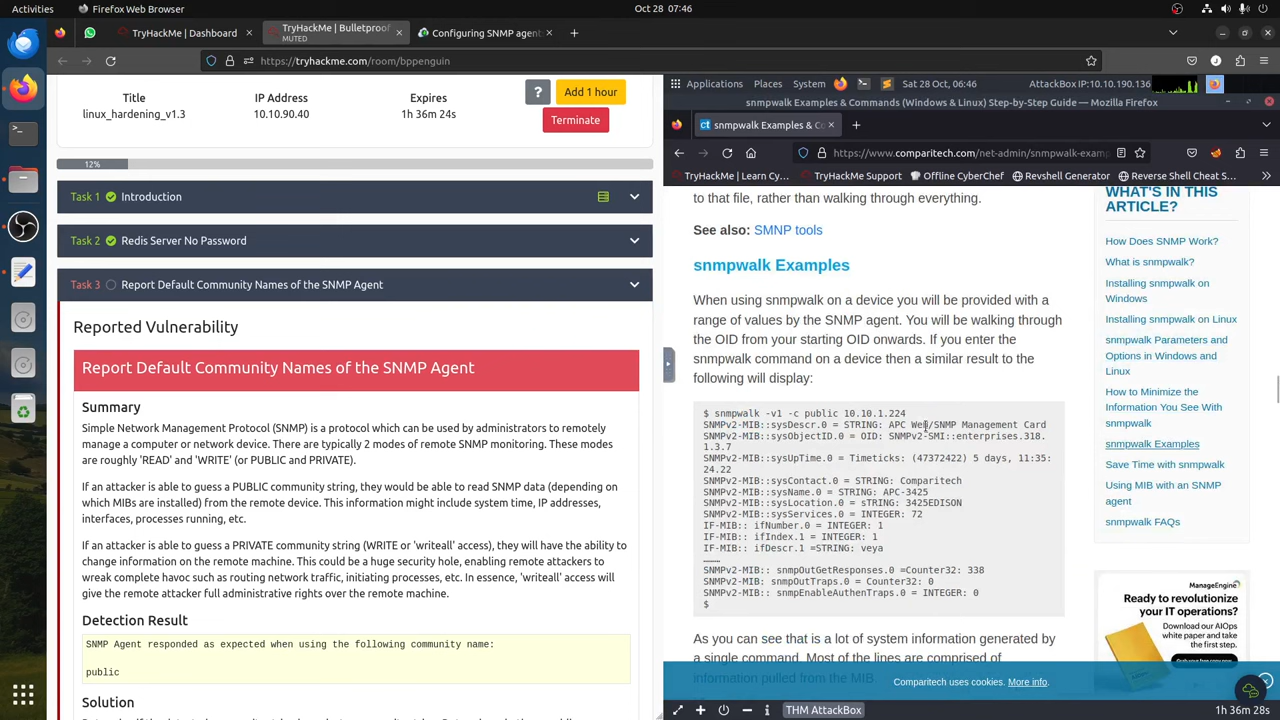 Activities
Firefox Web Browser
Oct 28 07:46
TryHackMe | Dashboard
TryHackMe | Bulletproof
MUTED
Configuring SNMP agent
https://tryhackme.com/room/bppenguin
Title
IP Address
Expires
?
Add 1 hour
linux_hardening_v1.3
10.10.90.40
1h 36m 24s
Terminate
12%
Task 1
Introduction
Task 2
Redis Server No Password
Task 3
Report Default Community Names of the SNMP Agent
Reported Vulnerability
Report Default Community Names of the SNMP Agent
Summary
Simple Network Management Protocol (SNMP) is a protocol which can be used by administrators to remotely
manage a computer or network device. There are typically 2 modes of remote SNMP monitoring. These modes
are roughly 'READ' and 'WRITE' (or PUBLIC and PRIVATE).
If an attacker is able to guess a PUBLIC community string, they would be able to read SNMP data (depending on
which MIBs are installed) from the remote device. This information might include system time, IP addresses,
interfaces, processes running, etc.
If an attacker is able to guess a PRIVATE community string (WRITE or 'writeall' access), they will have the ability to
change information on the remote machine. This could be a huge security hole, enabling remote attackers to
wreak complete havoc such as routing network traffic, initiating processes, etc. In essence, 'writeall' access will
give the remote attacker full administrative rights over the remote machine.
Detection Result
SNMP Agent responded as expected when using the following community name:
public
Solution
Applications
Places
System
Sat 28 Oct, 06:46
AttackBox IP:10.10.190.136
snmpwalk Examples & Commands (Windows & Linux) Step-by-Step Guide — Mozilla Firefox
snmpwalk Examples & Co
https://www.comparitech.com/net-admin/snmpwalk-exam
TryHackMe | Learn Cy…
TryHackMe Support
Offline CyberChef
Revshell Generator
Reverse Shell Cheat S…
to that file, rather than walking through everything.
See also: SMNP tools
snmpwalk Examples
When using snmpwalk on a device you will be provided with a
range of values by the SNMP agent. You will be walking through
the OID from your starting OID onwards. If you enter the
snmpwalk command on a device then a similar result to the
following will display:
$ snmpwalk -v1 -c public 10.10.1.224
SNMPv2-MIB::sysDescr.0 = STRING: APC Web/SNMP Management Card
SNMPv2-MIB::sysObjectID.0 = OID: SNMPv2-SMI::enterprises.318.
1.3.7
SNMPv2-MIB::sysUpTime.0 = Timeticks: (47372422) 5 days, 11:35:
24.22
SNMPv2-MIB::sysContact.0 = STRING: Comparitech
SNMPv2-MIB::sysName.0 = STRING: APC-3425
SNMPv2-MIB::sysLocation.0 = sTRING: 3425EDISON
SNMPv2-MIB::sysServices.0 = INTEGER: 72
IF-MIB:: ifNumber.0 = INTEGER: 1
IF-MIB:: ifIndex.1 = INTEGER: 1
IF-MIB:: ifDescr.1 =STRING: veya
………
SNMPv2-MIB:: snmpOutGetResponses.0 =Counter32: 338
SNMPv2-MIB: snmpOutTraps.0 = Counter32: 0
SNMPv2-MIB:: snmpEnableAuthenTraps.0 = INTEGER: 0
$
As you can see that is a lot of system information generated by
a single command. Most of the lines are comprised of
information pulled from the MIB.
WHAT'S IN THIS
ARTICLE?
How Does SNMP Work?
What is snmpwalk?
Installing snmpwalk on
Windows
Installing snmpwalk on Linux
snmpwalk Parameters and
Options in Windows and
Linux
How to Minimize the
Information You See With
snmpwalk
snmpwalk Examples
Save Time with snmpwalk
Using MIB with an SNMP
agent
snmpwalk FAQs
ManageEngine
Ready to revolutionize
your IT operations?
Download our AIOps
white paper and take
the first step.
Comparitech uses cookies. More info.
THM AttackBox
1h 36m 28s